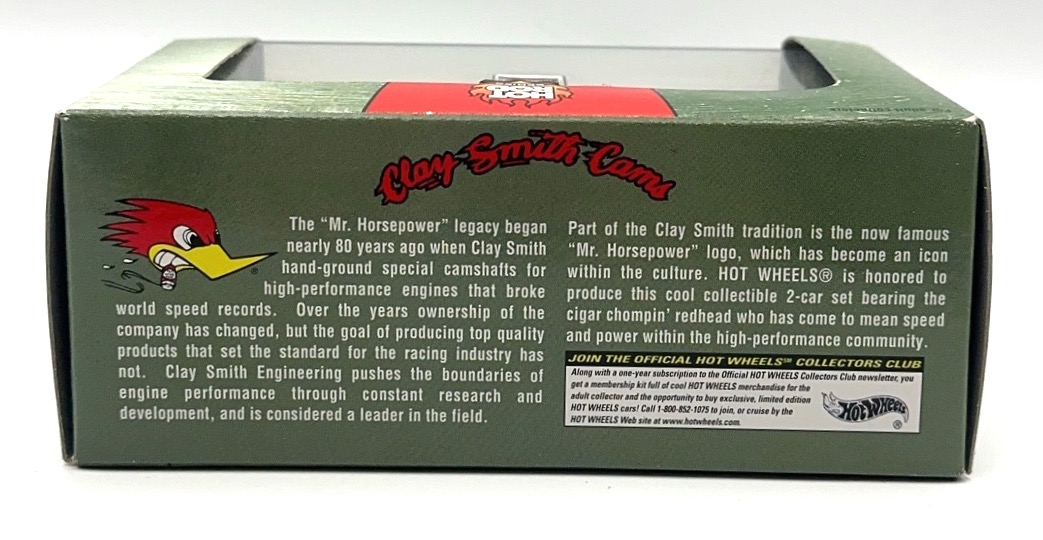 For adult collectors
Clay Smith Cams
The "Mr. Horsepower" legacy began
nearly 80 years ago when Clay Smith
hand-ground special camshafts for
high-performance engines that broke
world speed records. Over the years ownership of the
company has changed, but the goal of producing top quality
products that set the standard for the racing industry has
not. Clay Smith Engineering pushes the boundaries of
engine performance through constant research and
development, and is considered a leader in the field.
®
Part of the Clay Smith tradition is the now famous
"Mr. Horsepower" logo, which has become an icon
within the culture. HOT WHEELS® is honored to
produce this cool collectible 2-car set bearing the
cigar chompin' redhead who has come to mean speed
and power within the high-performance community.
JOIN THE OFFICIAL HOT WHEELS℠ COLLECTORS CLUB
Along with a one-year subscription to the Official HOT WHEELS Collectors Club newsletter, you
get a membership kit full of cool HOT WHEELS merchandise for the
adult collector and the opportunity to buy exclusive, limited edition
HOT WHEELS cars! Call 1-800-852-1075 to join, or cruise by the
HOT WHEELS Web site at www.hotwheels.com.
Hot Wheels
®